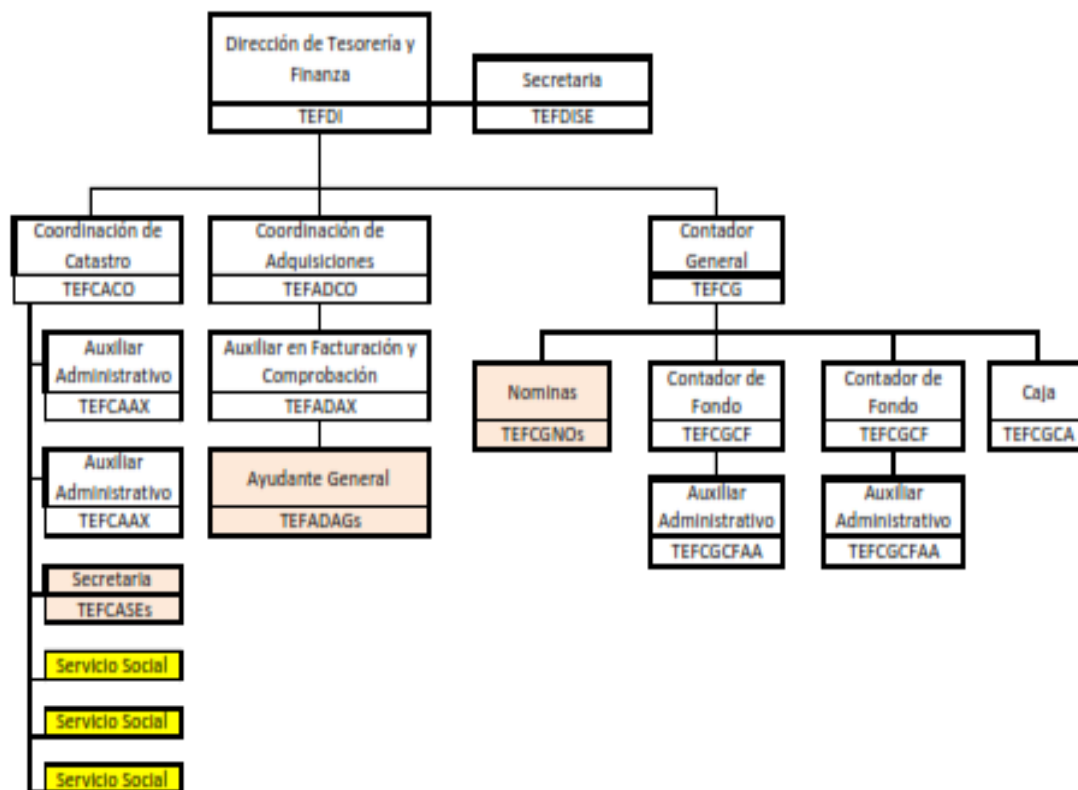 Dirección de Tesorería y
Finanza
TEFDI
Secretaria
TEFDISE
Coordinación de
Catastro
TEFCACO
Coordinación de
Adquisiciones
TEFADCO
Contador
General
TEFCG
Auxiliar
Administrativo
TEFCAAX
Auxiliar en Facturación y
Comprobación
TEFADAX
Nominas
TEFCGNOs
Contador de
Fondo
TEFCGCF
Contador de
Fondo
TEFCGCF
Caja
TEFCGCA
Auxiliar
Administrativo
TEFCAAX
Ayudante General
TEFADAGs
Auxiliar
Administrativo
TEFCGCFAA
Auxiliar
Administrativo
TEFCGCFAA
Secretaria
TEFCASEs
Servicio Social
Servicio Social
Servicio Social